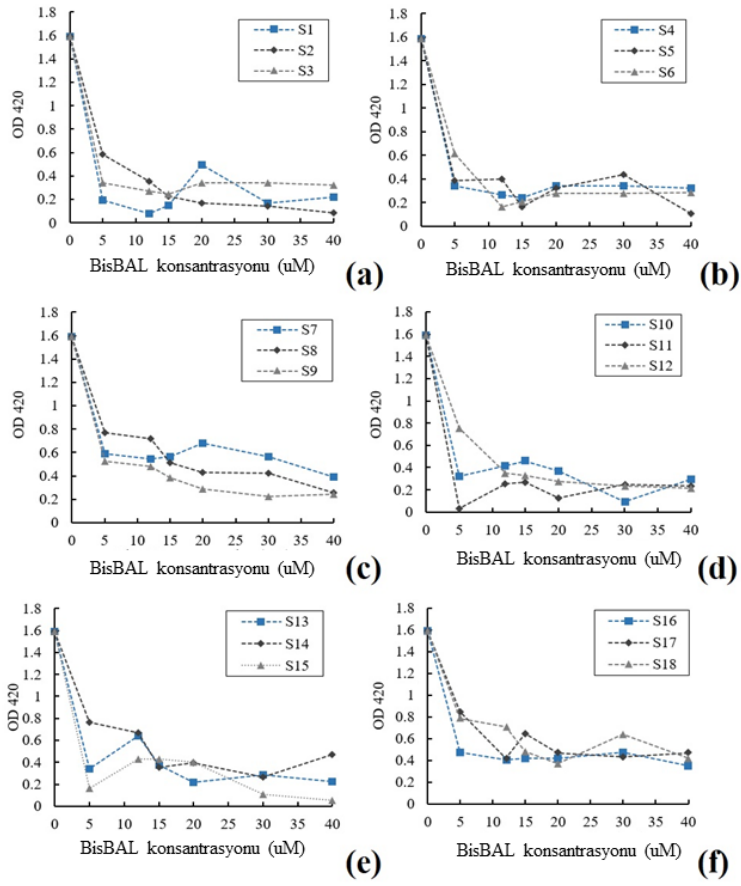 1.8
1.6
1.4
1.2
1
0.8
0.6
0.4
0.2
0
OD 420
S1
S2
S3
0 5 10 15 20 25 30 35 40
BisBAL konsantrasyonu (uM)
(a)
1.8
1.6
1.4
1.2
1
0.8
0.6
0.4
0.2
0
OD 420
S4
S5
S6
0 5 10 15 20 25 30 35 40
BisBAL konsantrasyonu (uM)
(b)
1.8
1.6
1.4
1.2
1
0.8
0.6
0.4
0.2
0
OD 420
S7
S8
S9
0 5 10 15 20 25 30 35 40
BisBAL konsantrasyonu (uM)
(c)
1.8
1.6
1.4
1.2
1
0.8
0.6
0.4
0.2
0
OD 420
S10
S11
S12
0 5 10 15 20 25 30 35 40
BisBAL konsantrasyonu (uM)
(d)
1.8
1.6
1.4
1.2
1
0.8
0.6
0.4
0.2
0
OD 420
S13
S14
S15
0 5 10 15 20 25 30 35 40
BisBAL konsantrasyonu (uM)
(e)
1.8
1.6
1.4
1.2
1
0.8
0.6
0.4
0.2
0
OD 420
S16
S17
S18
0 5 10 15 20 25 30 35 40
BisBAL konsantrasyonu (uM)
(f)